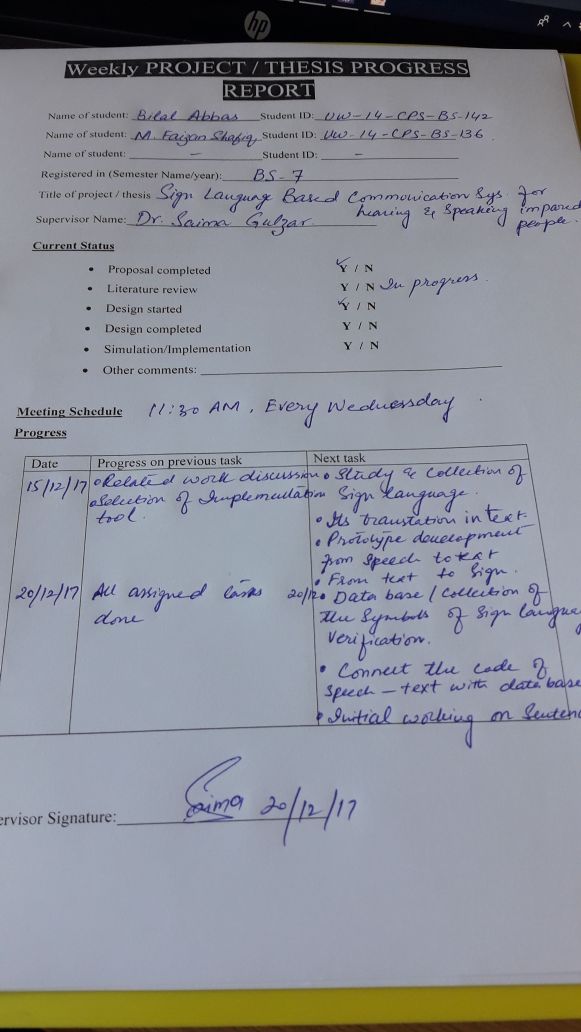 hp
Weekly PROJECT / THESIS PROGRESS
REPORT
Name of student: Bilal Abbas Student ID: UW-14-CPS-BS-142
Name of student: M. Faizan Shafiq Student ID: UW-14-CPS-BS-136
Name of student: - Student ID: -
Registered in (Semester Name/year): BS-7
Title of project / thesis Sign Language Based Communication Sys. for
hearing & Speaking impared
people.
Supervisor Name: Dr. Saima Gulzar.
Current Status
• Proposal completed Y / N
• Literature review Y / N In progress.
• Design started Y / N
• Design completed Y / N
• Simulation/Implementation Y / N
• Other comments:
Meeting Schedule 11:30 AM, Every Wednesday
Progress
Date Progress on previous task Next task
15/12/17 • Related work discussion • Study & Collection of
• Selection of Implementation Sign language.
tool. • Its translation in text.
• Prototype development
from Speech to text
• From text to Sign.
20/12/17 All assigned tasks 20/12 • Data base / Collection of
done the Symbols of Sign langua
Verification.
• Connect the code of
Speech - text with data base
• Initial working on Senten
ervisor Signature: Saima 20/12/17